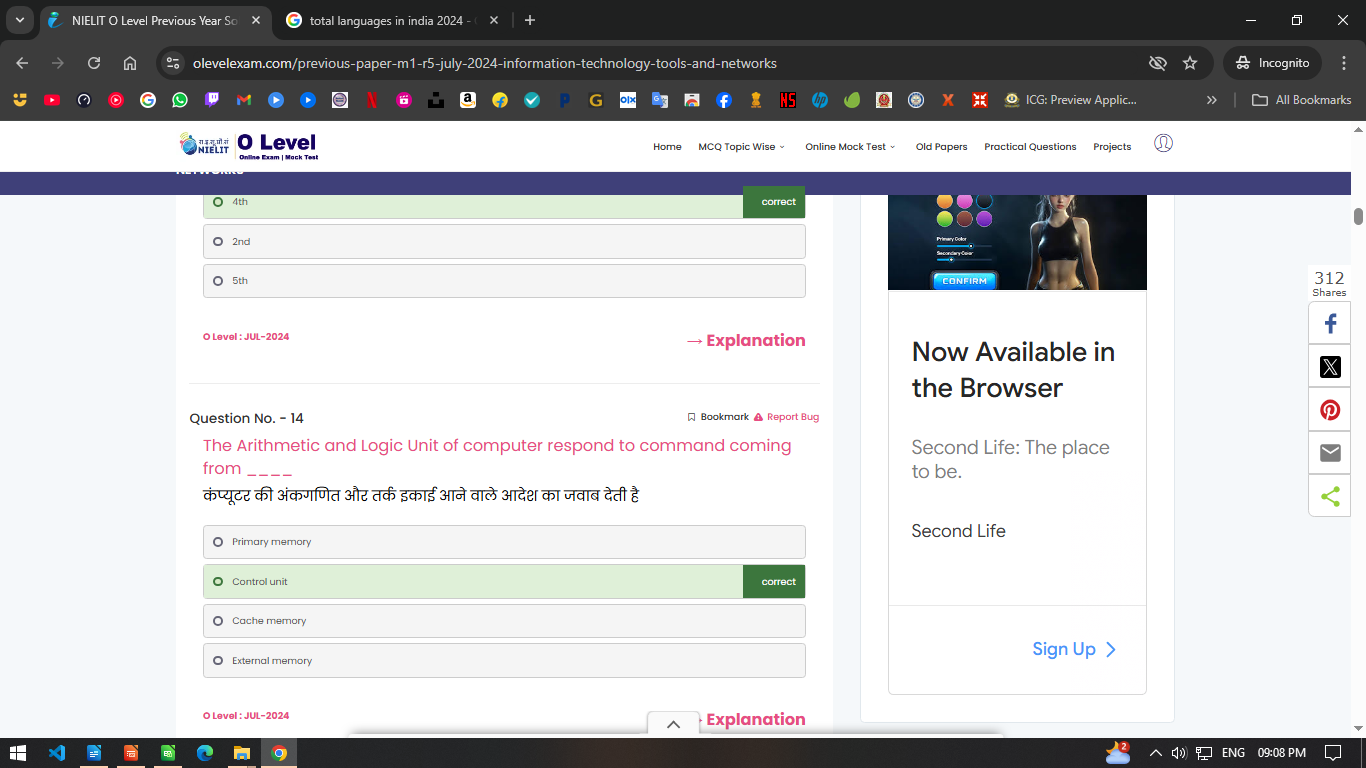 NIELIT O Level Previous Year So
total languages in india 2024 -
olevelexam.com/previous-paper-m1-r5-july-2024-information-technology-tools-and-networks
Incognito
ICG: Preview Applic...
All Bookmarks
रा.इ.सू.प्रौ.सं
NIELIT
O Level
Online Exam | Mock Test
Home
MCQ Topic Wise
Online Mock Test
Old Papers
Practical Questions
Projects
NETWORKS
4th
correct
2nd
5th
O Level : JUL-2024
→ Explanation
Question No. - 14
Bookmark
Report Bug
The Arithmetic and Logic Unit of computer respond to command coming
from ____
कंप्यूटर की अंकगणित और तर्क इकाई आने वाले आदेश का जवाब देती है
Primary memory
Control unit
correct
Cache memory
External memory
O Level : JUL-2024
Explanation
Primary Color
Secondary Color
CONFIRM
Now Available in
the Browser
Second Life: The place
to be.
Second Life
Sign Up
312
Shares
2
ENG
09:08 PM